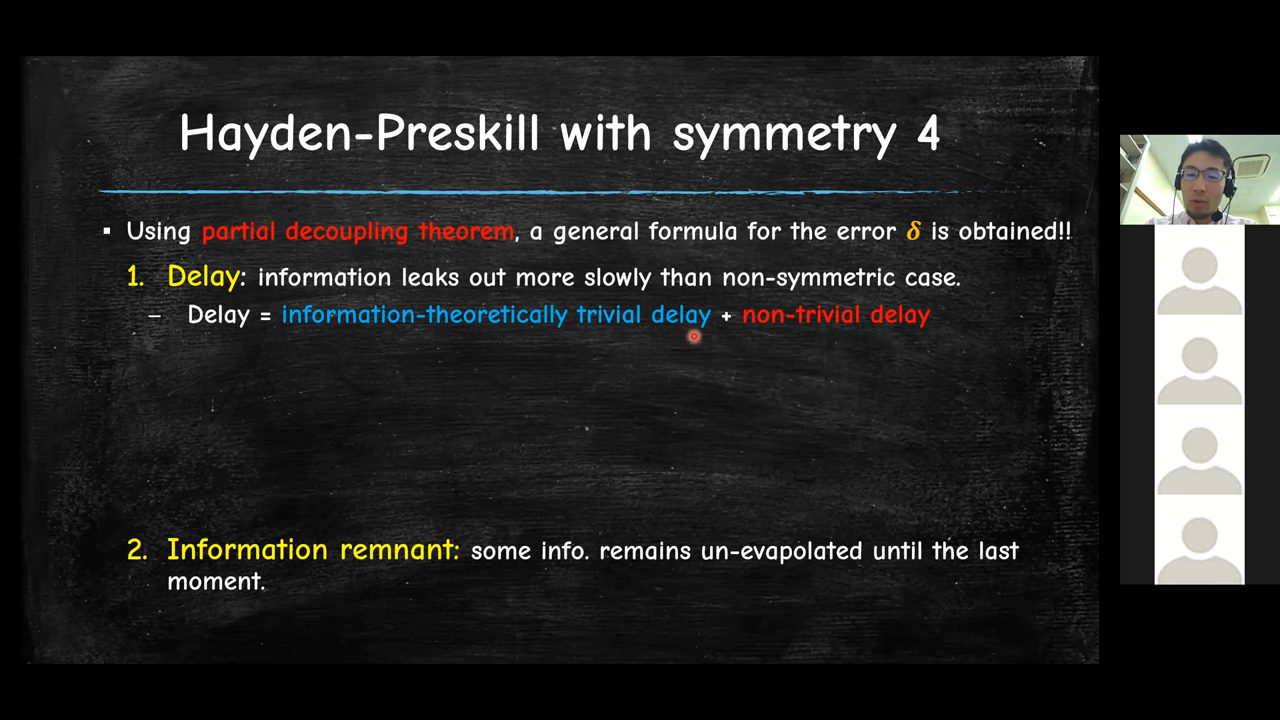 Hayden-Preskill with symmetry 4
▪ Using partial decoupling theorem, a general formula for the error δ is obtained!!
1. Delay: information leaks out more slowly than non-symmetric case.
– Delay = information-theoretically trivial delay + non-trivial delay
2. Information remnant: some info. remains un-evapolated until the last
moment.